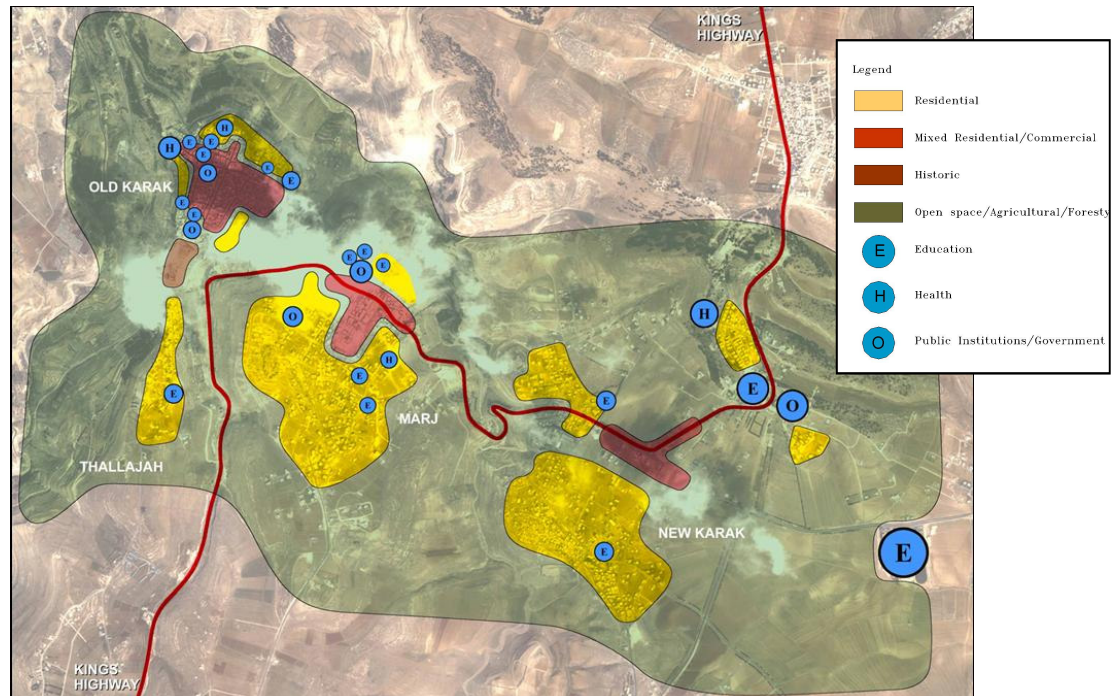 KINGS
HIGHWAY
Legend
Residential
Mixed Residential/Commercial
Historic
Open space/Agricultural/Foresty
E
Education
H
Health
O
Public Institutions/Government
H
H
E
E
E
O
E
E
OLD KARAK
E
E
O
E
E
E
O
O
H
E
E
MARJ
E
THALLAJAH
H
E
O
E
NEW KARAK
E
E
KINGS
HIGHWAY